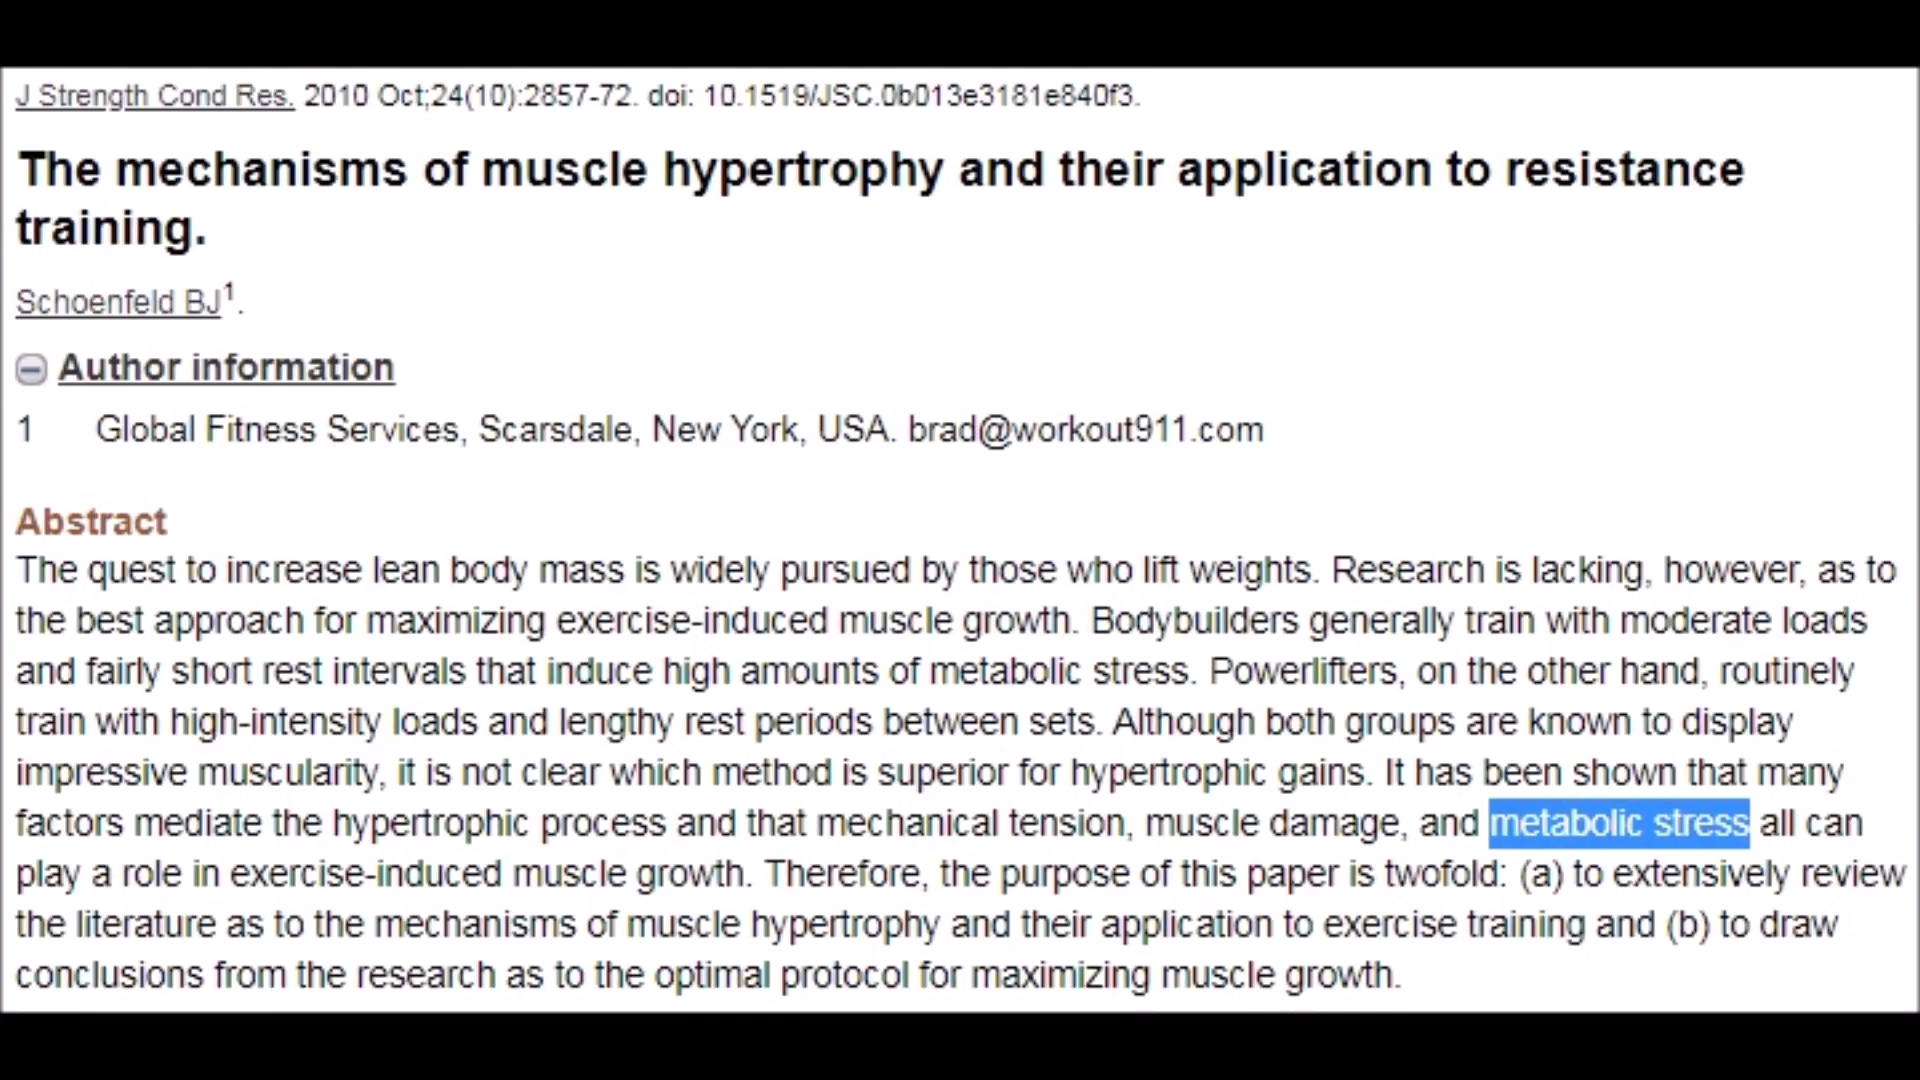 J Strength Cond Res. 2010 Oct;24(10):2857-72. doi: 10.1519/JSC.0b013e3181e840f3.
The mechanisms of muscle hypertrophy and their application to resistance
training.
Schoenfeld BJ1.
Author information
1 Global Fitness Services, Scarsdale, New York, USA. brad@workout911.com
Abstract
The quest to increase lean body mass is widely pursued by those who lift weights. Research is lacking, however, as to
the best approach for maximizing exercise-induced muscle growth. Bodybuilders generally train with moderate loads
and fairly short rest intervals that induce high amounts of metabolic stress. Powerlifters, on the other hand, routinely
train with high-intensity loads and lengthy rest periods between sets. Although both groups are known to display
impressive muscularity, it is not clear which method is superior for hypertrophic gains. It has been shown that many
factors mediate the hypertrophic process and that mechanical tension, muscle damage, and metabolic stress all can
play a role in exercise-induced muscle growth. Therefore, the purpose of this paper is twofold: (a) to extensively review
the literature as to the mechanisms of muscle hypertrophy and their application to exercise training and (b) to draw
conclusions from the research as to the optimal protocol for maximizing muscle growth.